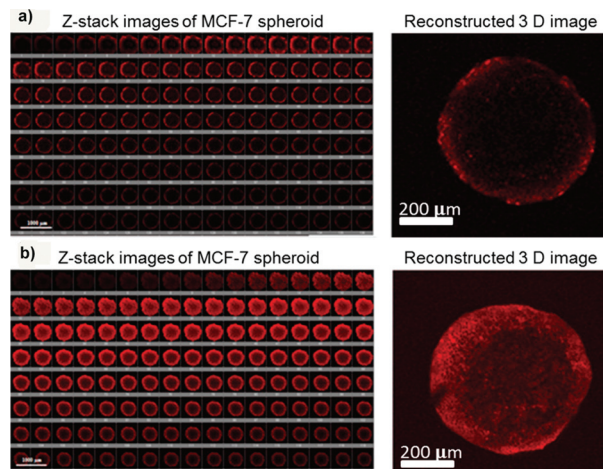 a)
Z-stack images of MCF-7 spheroid
Reconstructed 3 D image
1000 µm
200 µm
b)
Z-stack images of MCF-7 spheroid
Reconstructed 3 D image
1000 µm
200 µm